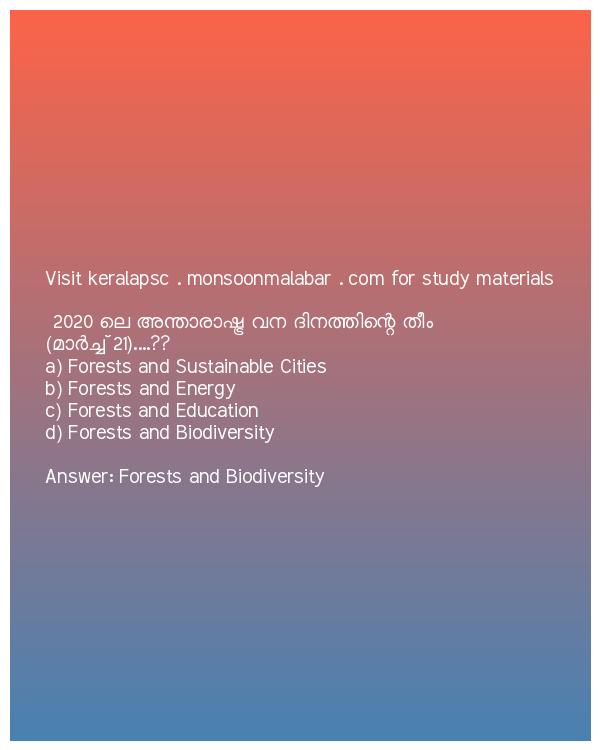 Visit keralapsc . monsoonmalabar . com for study materials
2020 ലെ അന്താരാഷ്ട്ര വന ദിനത്തിന്റെ തീം
(മാർച്ച് 21)....??
a) Forests and Sustainable Cities
b) Forests and Energy
c) Forests and Education
d) Forests and Biodiversity
Answer: Forests and Biodiversity